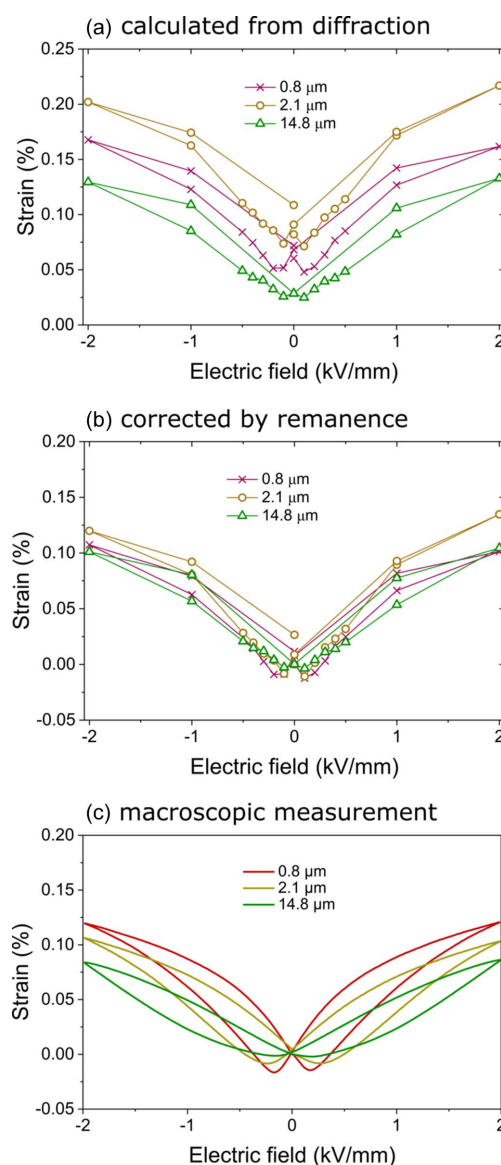 (a) calculated from diffraction
0.25
0.20
0.15
0.10
0.05
0.00
Strain (%)
0.8 μm
2.1 μm
14.8 μm
-2 -1 0 1 2
Electric field (kV/mm)
(b) corrected by remanence
0.20
0.15
0.10
0.05
0.00
-0.05
Strain (%)
0.8 μm
2.1 μm
14.8 μm
-2 -1 0 1 2
Electric field (kV/mm)
(c) macroscopic measurement
0.20
0.15
0.10
0.05
0.00
-0.05
Strain (%)
0.8 μm
2.1 μm
14.8 μm
-2 -1 0 1 2
Electric field (kV/mm)